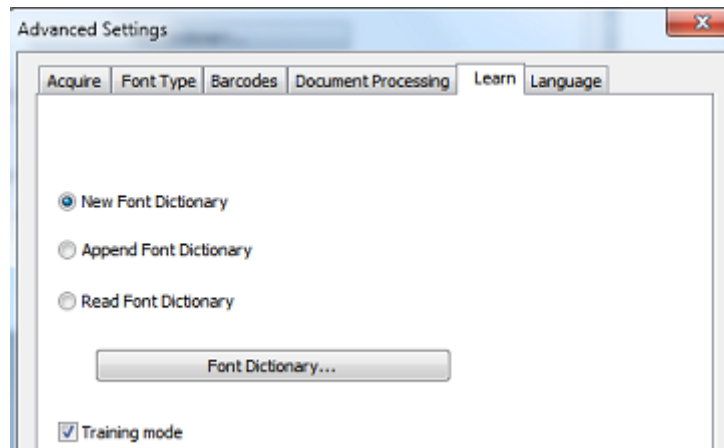 Advanced Settings
Acquire Font Type Barcodes Document Processing Learn Language
New Font Dictionary
Append Font Dictionary
Read Font Dictionary
Font Dictionary...
Training mode